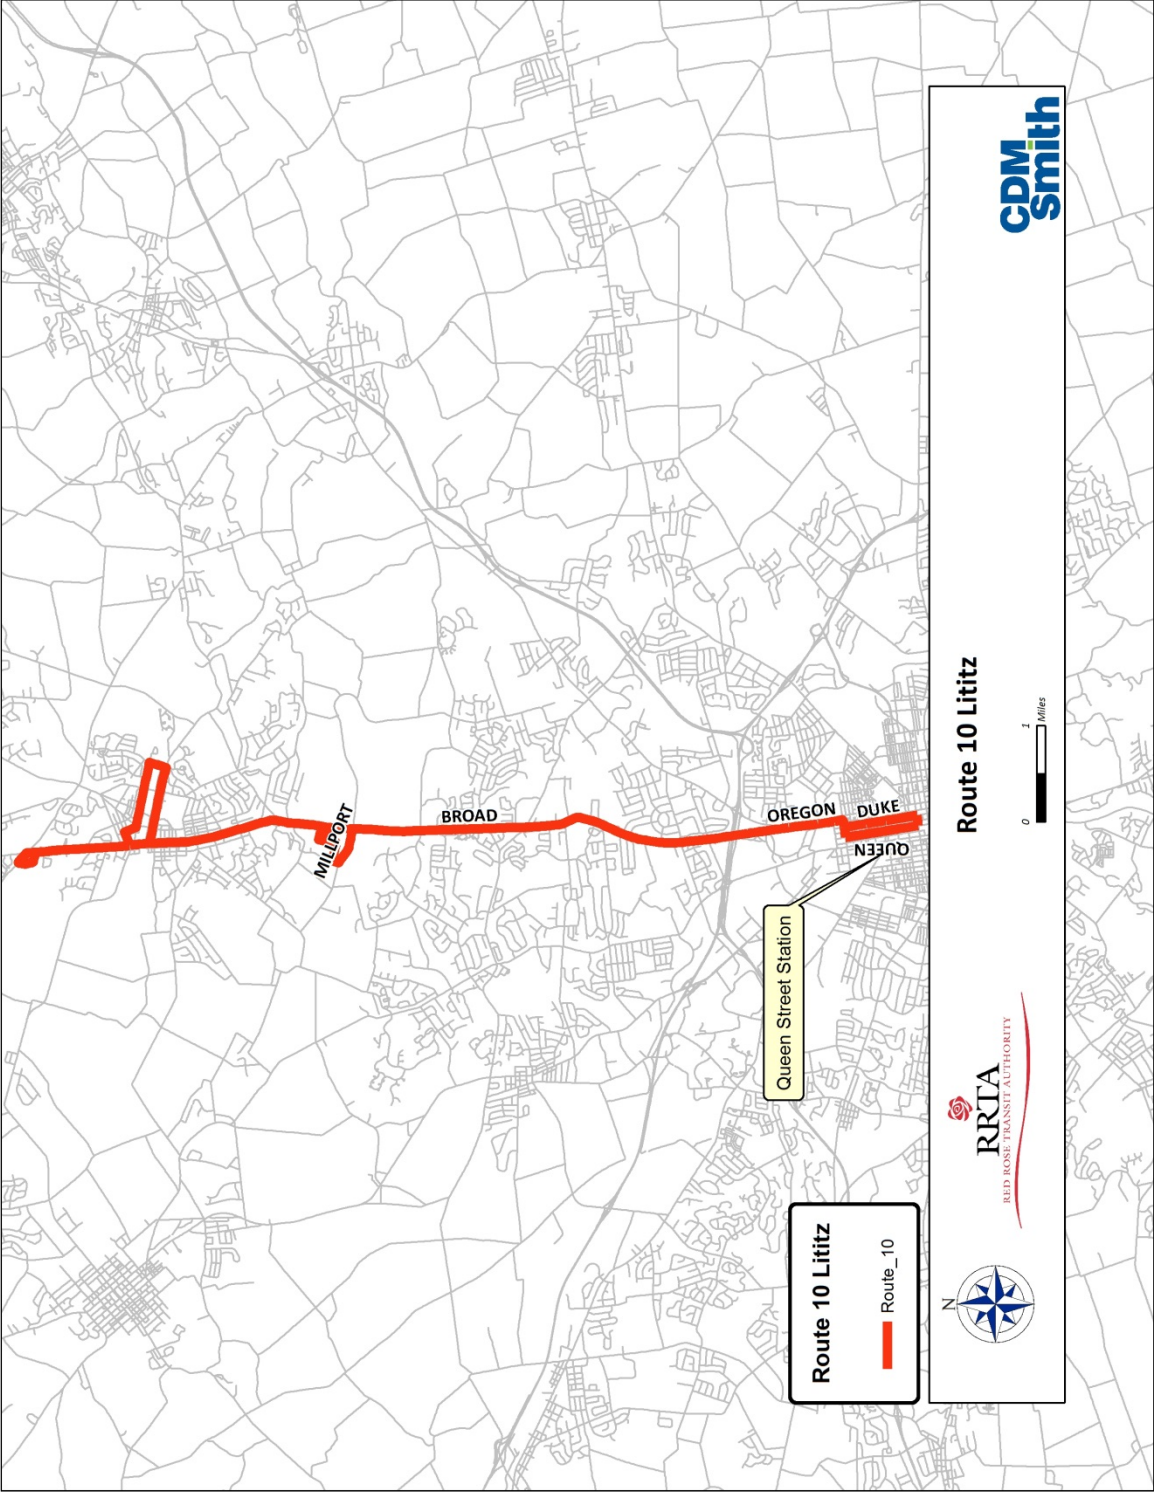 MILLPORT
BROAD
OREGON
DUKE
QUEEN
Queen Street Station
Route 10 Lititz
Route_10
N
RRTA
RED ROSE TRANSIT AUTHORITY
Route 10 Lititz
0 1
Miles
CDM
Smith